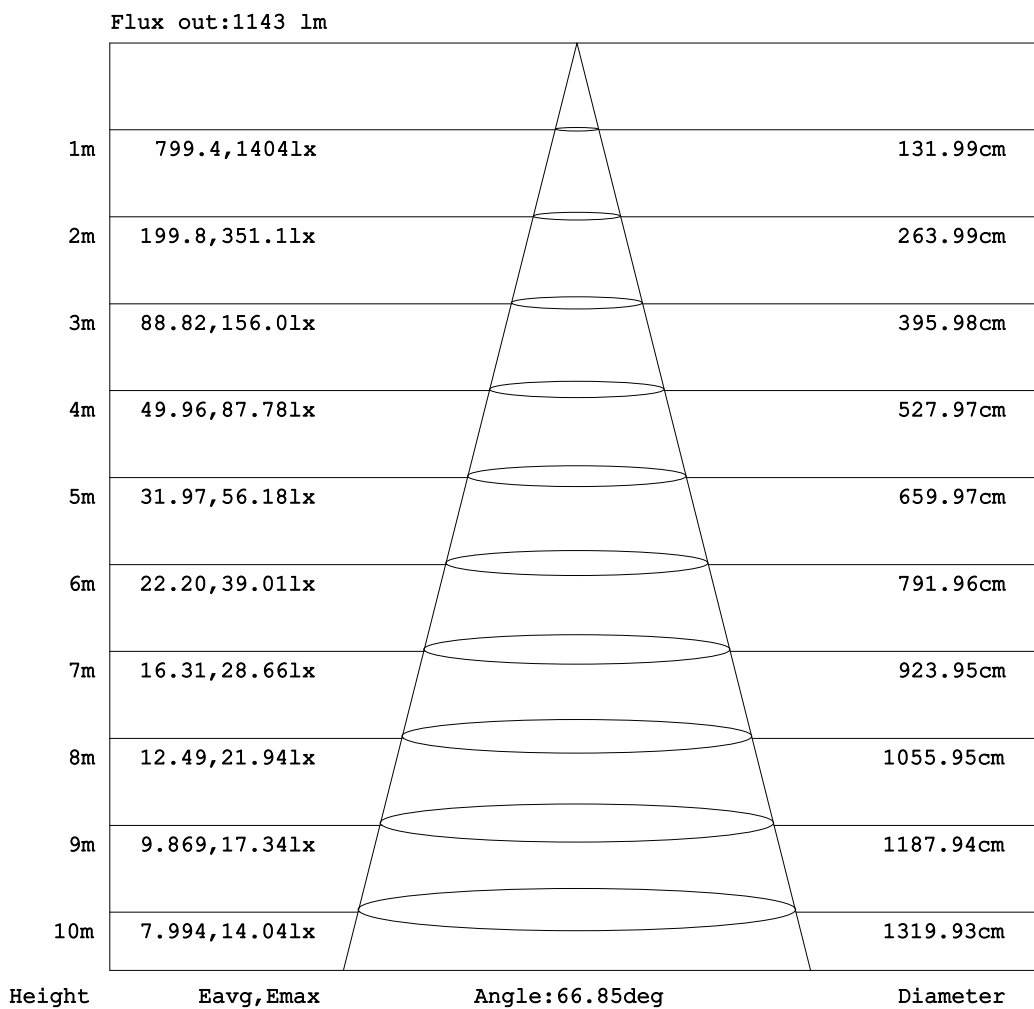 Flux out:1143 lm
1m 799.4,1404lx 131.99cm
2m 199.8,351.1lx 263.99cm
3m 88.82,156.0lx 395.98cm
4m 49.96,87.78lx 527.97cm
5m 31.97,56.18lx 659.97cm
6m 22.20,39.01lx 791.96cm
7m 16.31,28.66lx 923.95cm
8m 12.49,21.94lx 1055.95cm
9m 9.869,17.34lx 1187.94cm
10m 7.994,14.04lx 1319.93cm
Height Eavg,Emax Angle:66.85deg Diameter